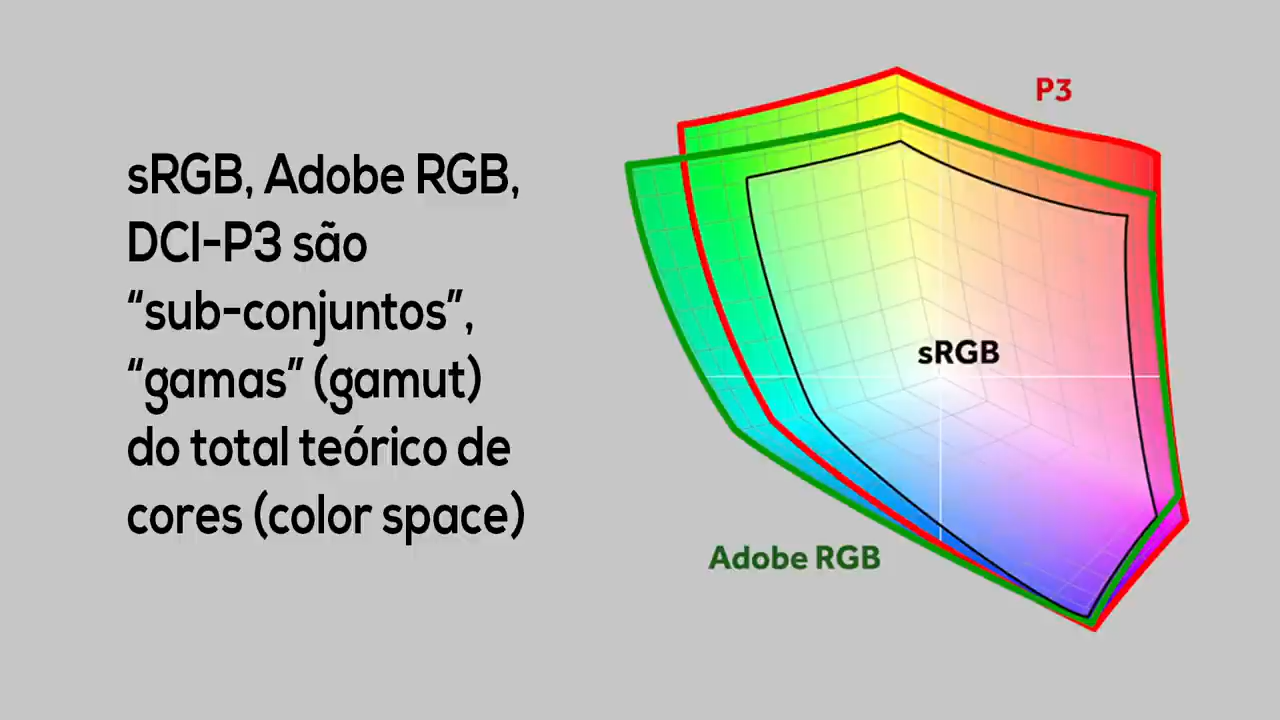 sRGB, Adobe RGB,
DCI-P3 são
“sub-conjuntos”,
“gamas” (gamut)
do total teórico de
cores (color space)
P3
sRGB
Adobe RGB